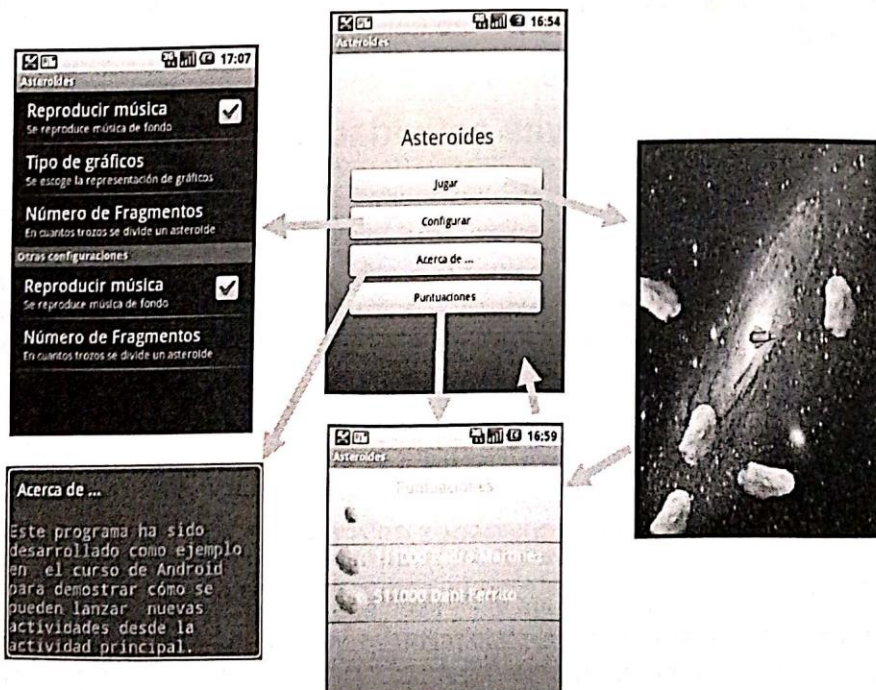 17:07
Asteroides
Reproducir música
Se reproduce música de fondo
Tipo de gráficos
Se escoge la representación de gráficos
Número de Fragmentos
En cuantos trozos se divide un asteroide
Otras configuraciones
Reproducir música
Se reproduce música de fondo
Número de Fragmentos
En cuantos trozos se divide un asteroide
16:54
Asteroides
Asteroides
Jugar
Configurar
Acerca de ...
Puntuaciones
Acerca de ...
Este programa ha sido
desarrollado como ejemplo
en el curso de Android
para demostrar cómo se
pueden lanzar nuevas
actividades desde la
actividad principal.
16:59
Asteroides
Puntuaciones
111000 Pedro Martinez